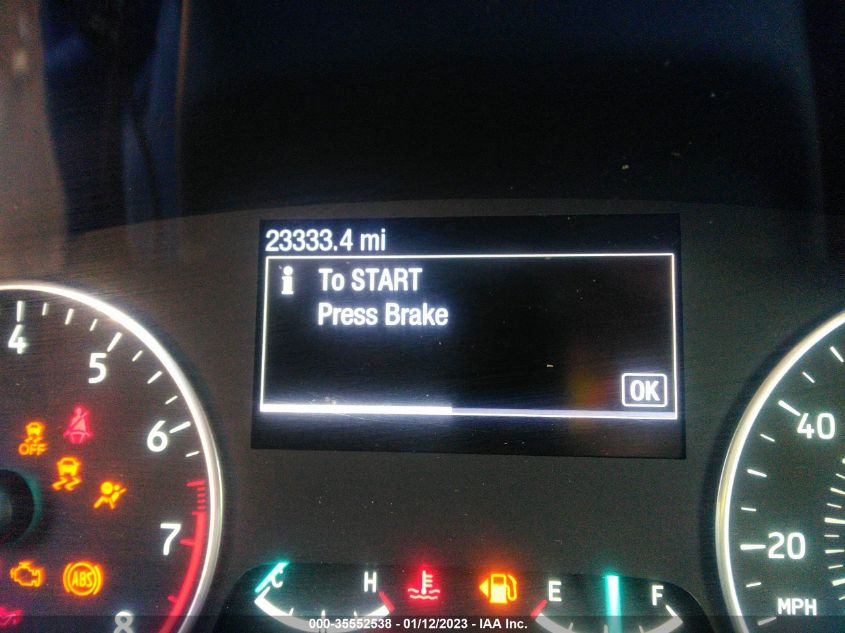 23333.4 mi
i To START
Press Brake
OK
4
5
6
7
8
OFF
ABS
C H
E F
40
20
MPH
000-35552538 - 01/12/2023 - IAA Inc.